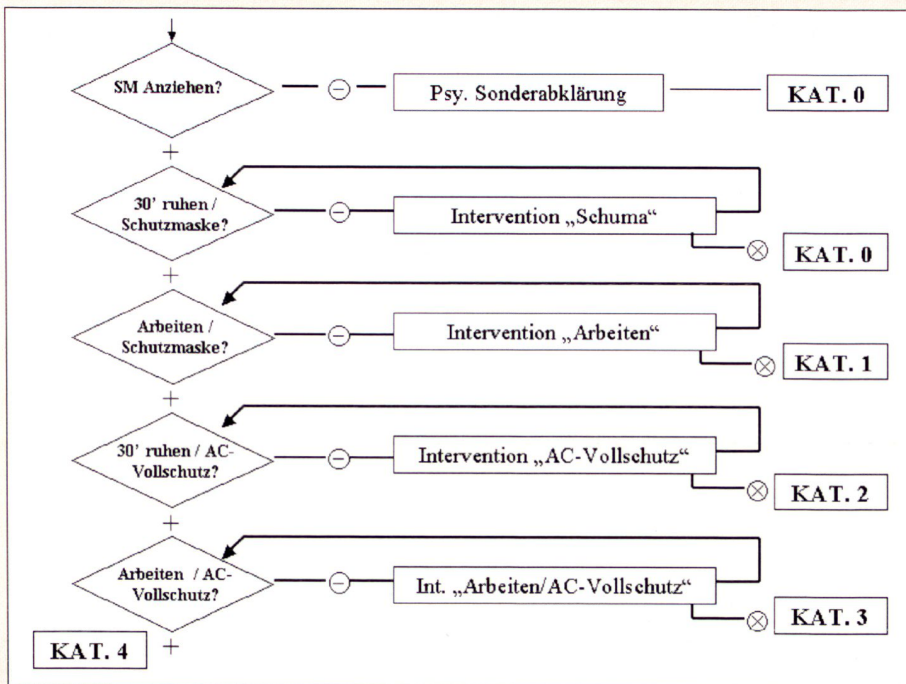 SM Anziehen?
Psy. Sonderabklärung
KAT. 0
+
30' ruhen /
Schutzmaske?
Intervention „Schuma“
KAT. 0
+
Arbeiten /
Schutzmaske?
Intervention „Arbeiten“
KAT. 1
+
30' ruhen / AC-
Vollschutz?
Intervention „AC-Vollschutz“
KAT. 2
+
Arbeiten / AC-
Vollschutz?
Int. „Arbeiten/AC-Vollschutz“
KAT. 3
KAT. 4
+